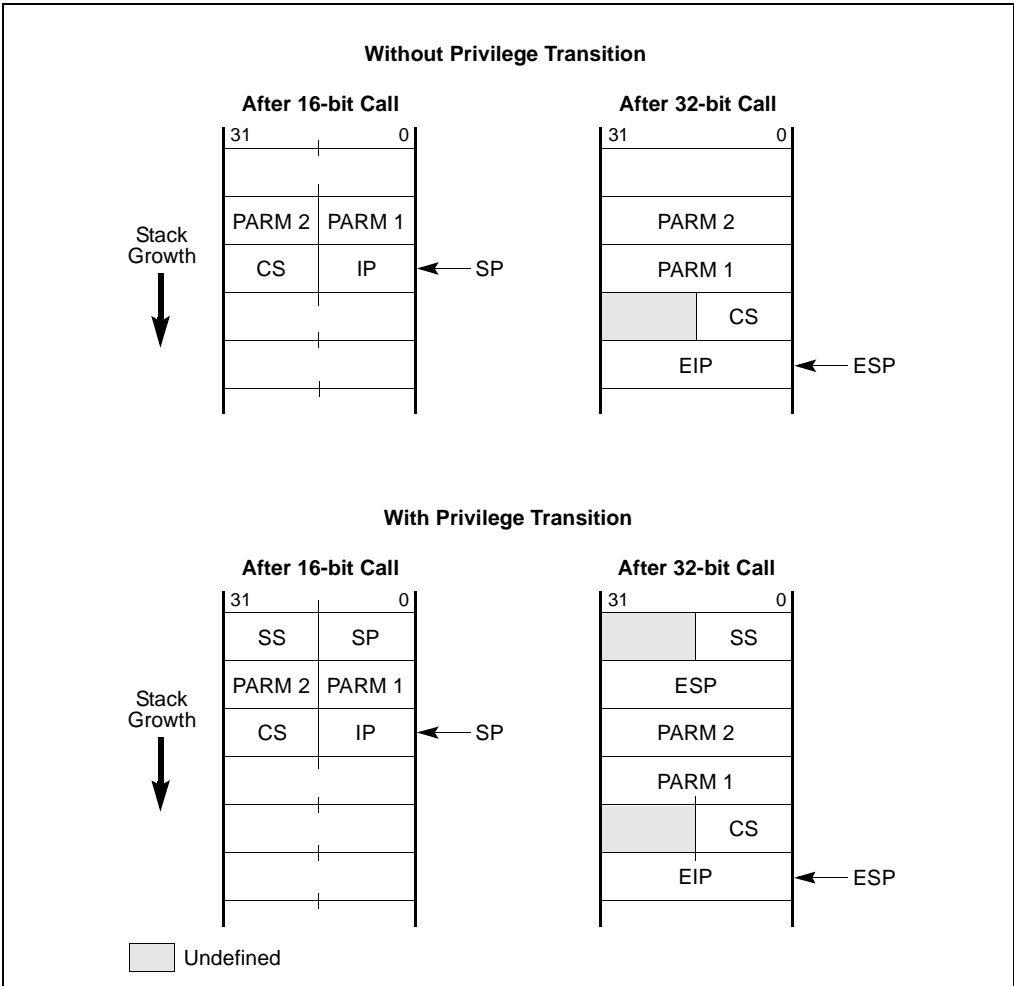 Without Privilege Transition
After 16-bit Call After 32-bit Call
31 0 31 0
PARM 2 PARM 1 PARM 2
Stack
Growth
CS IP SP PARM 1
CS
EIP ESP
With Privilege Transition
After 16-bit Call After 32-bit Call
31 0 31 0
SS SP SS
PARM 2 PARM 1 ESP
Stack
Growth
CS IP SP PARM 2
PARM 1
CS
EIP ESP
Undefined